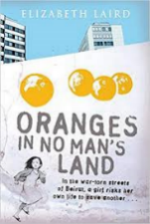 ELIZABETH LAIRD
ORANGES
IN NO MAN'S
LAND
In the war-torn streets
of Beirut, a girl risks her
own life to save another . . .